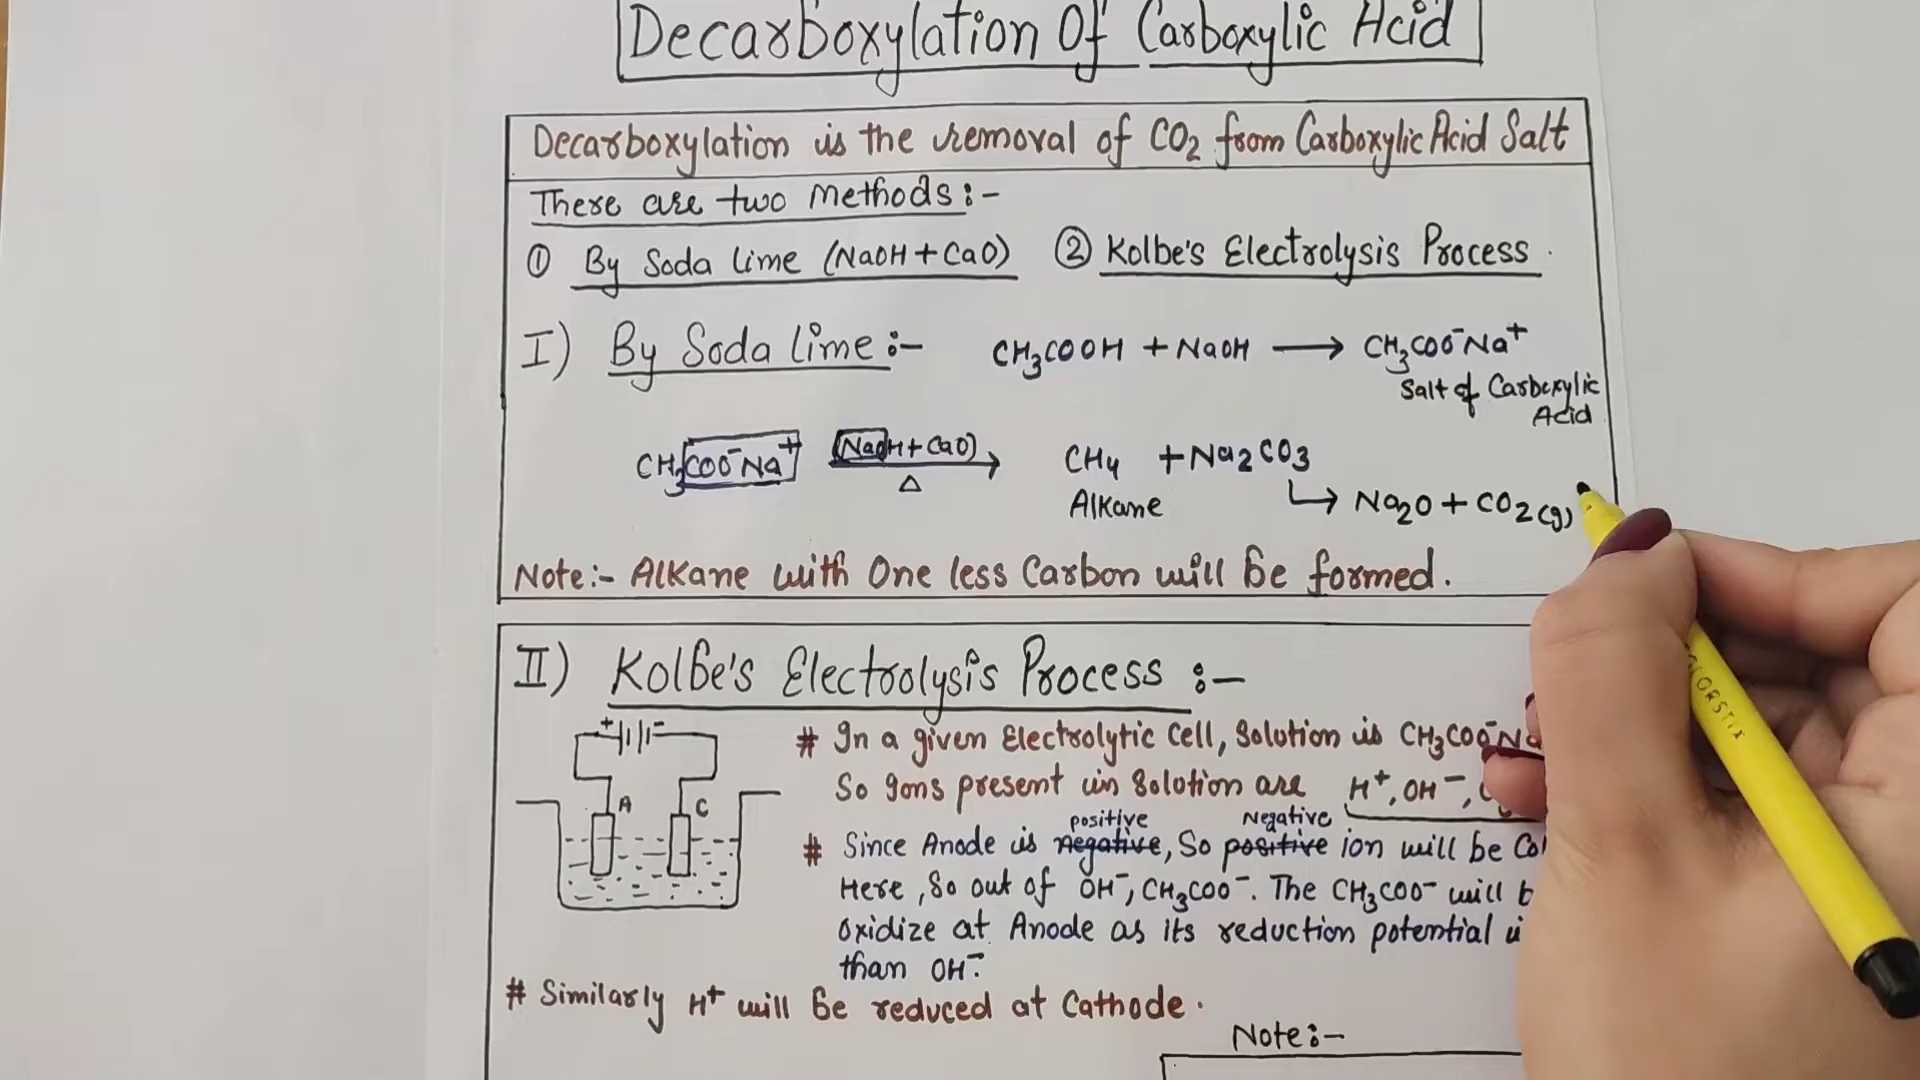 Decarboxylation Of Carboxylic Acid
Decarboxylation is the removal of CO2 from Carboxylic Acid Salt
There are two Methods:-
① By Soda lime (NaOH + CaO) ② Kolbe's Electrolysis Process.
I) By Soda lime:- CH3COOH + NaOH ⟶ CH3COO⁻Na⁺
Salt of Carboxylic
Acid
CH3COO⁻Na⁺ (NaOH + CaO) CH4 + Na2CO3
Δ Alkane ↳ Na2O + CO2(g)
Note:- Alkane with One less Carbon will be formed.
II) Kolbe's Electrolysis Process:-
+ -
A C
# In a given Electrolytic Cell, Solution is CH3COO⁻Na
So Ions present in Solution are H⁺, OH⁻,
positive Negative
# Since Anode is negative, So positive ion will be
Here, So out of OH⁻, CH3COO⁻. The CH3COO⁻ will
Oxidize at Anode as its reduction potential
than OH⁻.
# Similarly H⁺ will be reduced at Cathode.
Note:-
COLORSTIX